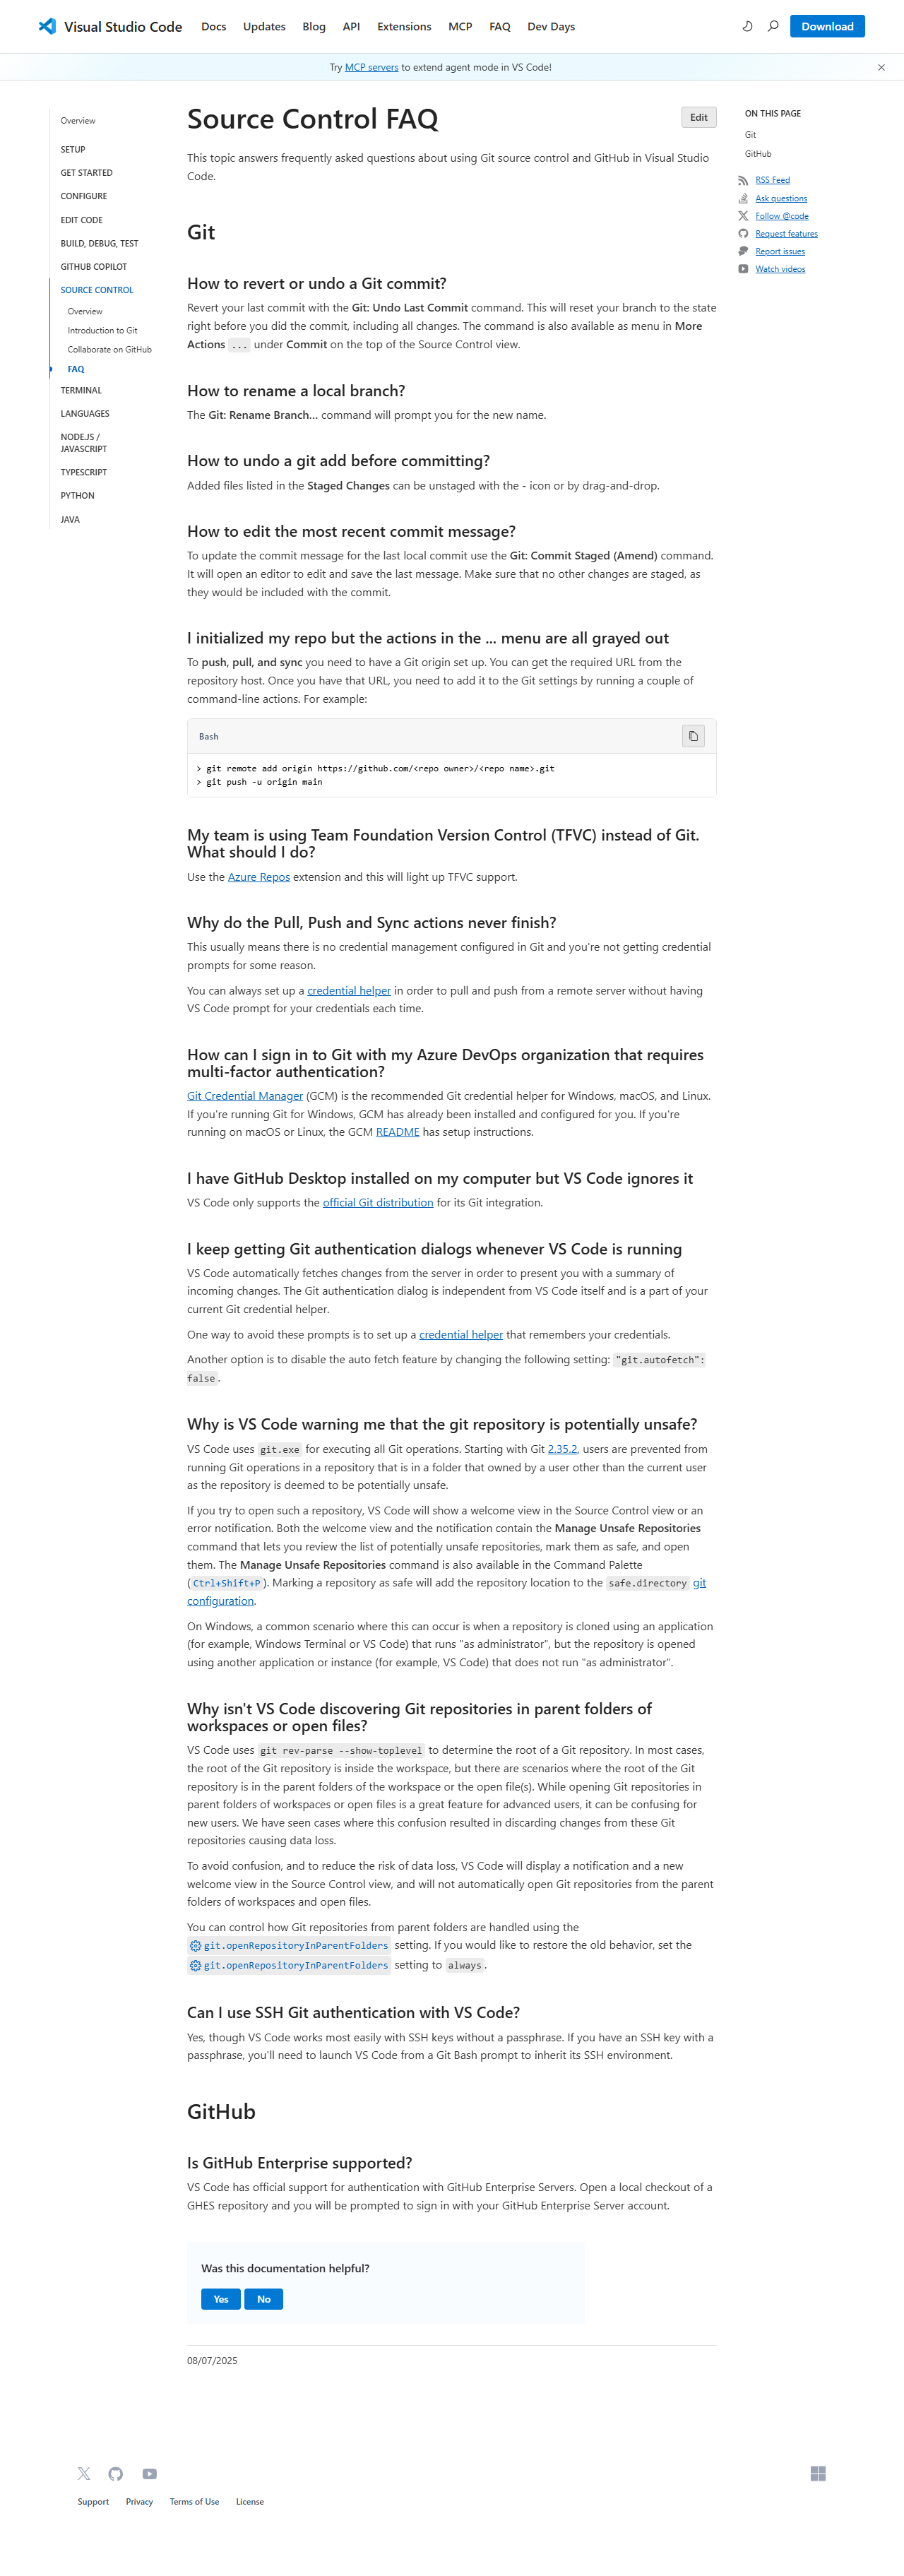 Visual Studio Code
Docs
Updates
Blog
API
Extensions
MCP
FAQ
Dev Days
Download
Try MCP servers to extend agent mode in VS Code!
Overview
SETUP
GET STARTED
CONFIGURE
EDIT CODE
BUILD, DEBUG, TEST
GITHUB COPILOT
SOURCE CONTROL
Overview
Introduction to Git
Collaborate on GitHub
FAQ
TERMINAL
LANGUAGES
NODE.JS /
JAVASCRIPT
TYPESCRIPT
PYTHON
JAVA
Source Control FAQ
Edit
This topic answers frequently asked questions about using Git source control and GitHub in Visual Studio
Code.
Git
How to revert or undo a Git commit?
Revert your last commit with the Git: Undo Last Commit command. This will reset your branch to the state
right before you did the commit, including all changes. The command is also available as menu in More
Actions ... under Commit on the top of the Source Control view.
How to rename a local branch?
The Git: Rename Branch... command will prompt you for the new name.
How to undo a git add before committing?
Added files listed in the Staged Changes can be unstaged with the - icon or by drag-and-drop.
How to edit the most recent commit message?
To update the commit message for the last local commit use the Git: Commit Staged (Amend) command.
It will open an editor to edit and save the last message. Make sure that no other changes are staged, as
they would be included with the commit.
I initialized my repo but the actions in the ... menu are all grayed out
To push, pull, and sync you need to have a Git origin set up. You can get the required URL from the
repository host. Once you have that URL, you need to add it to the Git settings by running a couple of
command-line actions. For example:
Bash
> git remote add origin https://github.com/<repo owner>/<repo name>.git
> git push -u origin main
My team is using Team Foundation Version Control (TFVC) instead of Git.
What should I do?
Use the Azure Repos extension and this will light up TFVC support.
Why do the Pull, Push and Sync actions never finish?
This usually means there is no credential management configured in Git and you're not getting credential
prompts for some reason.
You can always set up a credential helper in order to pull and push from a remote server without having
VS Code prompt for your credentials each time.
How can I sign in to Git with my Azure DevOps organization that requires
multi-factor authentication?
Git Credential Manager (GCM) is the recommended Git credential helper for Windows, macOS, and Linux.
If you're running Git for Windows, GCM has already been installed and configured for you. If you're
running on macOS or Linux, the GCM README has setup instructions.
I have GitHub Desktop installed on my computer but VS Code ignores it
VS Code only supports the official Git distribution for its Git integration.
I keep getting Git authentication dialogs whenever VS Code is running
VS Code automatically fetches changes from the server in order to present you with a summary of
incoming changes. The Git authentication dialog is independent from VS Code itself and is a part of your
current Git credential helper.
One way to avoid these prompts is to set up a credential helper that remembers your credentials.
Another option is to disable the auto fetch feature by changing the following setting: "git.autofetch":
false.
Why is VS Code warning me that the git repository is potentially unsafe?
VS Code uses git.exe for executing all Git operations. Starting with Git 2.35.2, users are prevented from
running Git operations in a repository that is in a folder that owned by a user other than the current user
as the repository is deemed to be potentially unsafe.
If you try to open such a repository, VS Code will show a welcome view in the Source Control view or an
error notification. Both the welcome view and the notification contain the Manage Unsafe Repositories
command that lets you review the list of potentially unsafe repositories, mark them as safe, and open
them. The Manage Unsafe Repositories command is also available in the Command Palette
(Ctrl+Shift+P). Marking a repository as safe will add the repository location to the safe.directory git
configuration.
On Windows, a common scenario where this can occur is when a repository is cloned using an application
(for example, Windows Terminal or VS Code) that runs "as administrator", but the repository is opened
using another application or instance (for example, VS Code) that does not run "as administrator".
Why isn't VS Code discovering Git repositories in parent folders of
workspaces or open files?
VS Code uses git rev-parse --show-toplevel to determine the root of a Git repository. In most cases,
the root of the Git repository is inside the workspace, but there are scenarios where the root of the Git
repository is in the parent folders of the workspace or the open file(s). While opening Git repositories in
parent folders of workspaces or open files is a great feature for advanced users, it can be confusing for
new users. We have seen cases where this confusion resulted in discarding changes from these Git
repositories causing data loss.
To avoid confusion, and to reduce the risk of data loss, VS Code will display a notification and a new
welcome view in the Source Control view, and will not automatically open Git repositories from the parent
folders of workspaces and open files.
You can control how Git repositories from parent folders are handled using the
git.openRepositoryInParentFolders setting. If you would like to restore the old behavior, set the
git.openRepositoryInParentFolders setting to always.
Can I use SSH Git authentication with VS Code?
Yes, though VS Code works most easily with SSH keys without a passphrase. If you have an SSH key with a
passphrase, you'll need to launch VS Code from a Git Bash prompt to inherit its SSH environment.
GitHub
Is GitHub Enterprise supported?
VS Code has official support for authentication with GitHub Enterprise Servers. Open a local checkout of a
GHES repository and you will be prompted to sign in with your GitHub Enterprise Server account.
Was this documentation helpful?
Yes
No
08/07/2025
ON THIS PAGE
Git
GitHub
RSS Feed
Ask questions
Follow @code
Request features
Report issues
Watch videos
Support
Privacy
Terms of Use
License